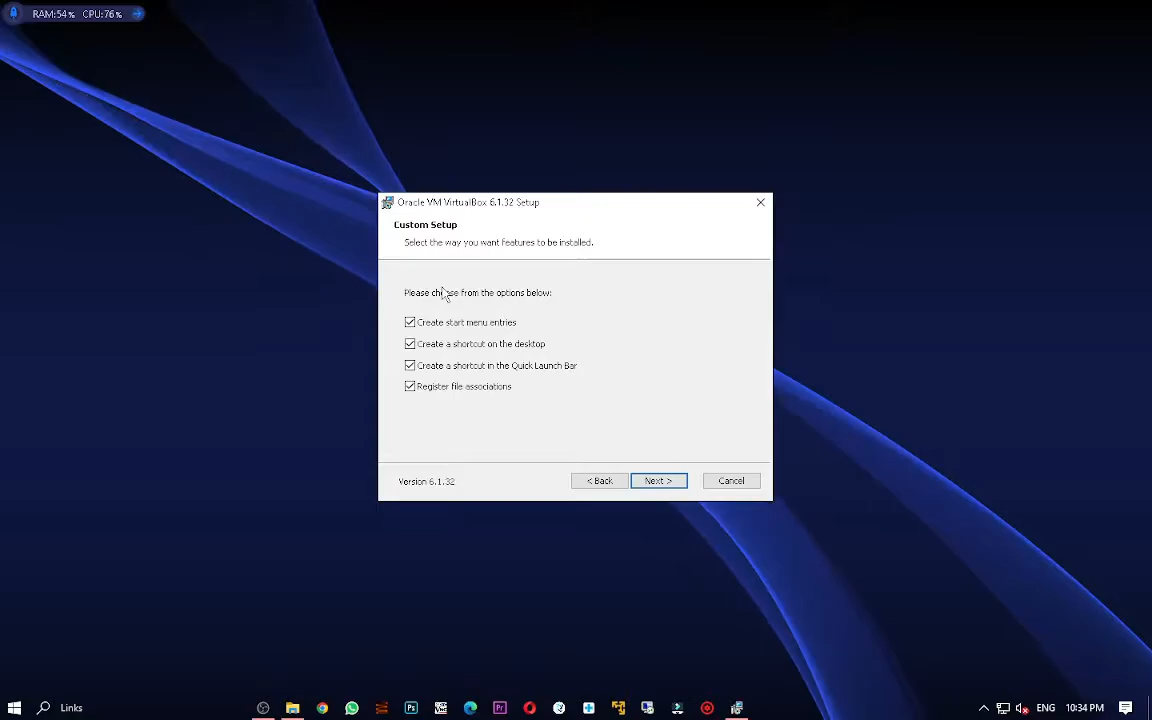 RAM:54% CPU:76%
Oracle VM VirtualBox 6.1.32 Setup
Custom Setup
Select the way you want features to be installed.
Please choose from the options below:
Create start menu entries
Create a shortcut on the desktop
Create a shortcut in the Quick Launch Bar
Register file associations
Version 6.1.32
< Back
Next >
Cancel
Links
Ps
Pr
ENG
10:34 PM